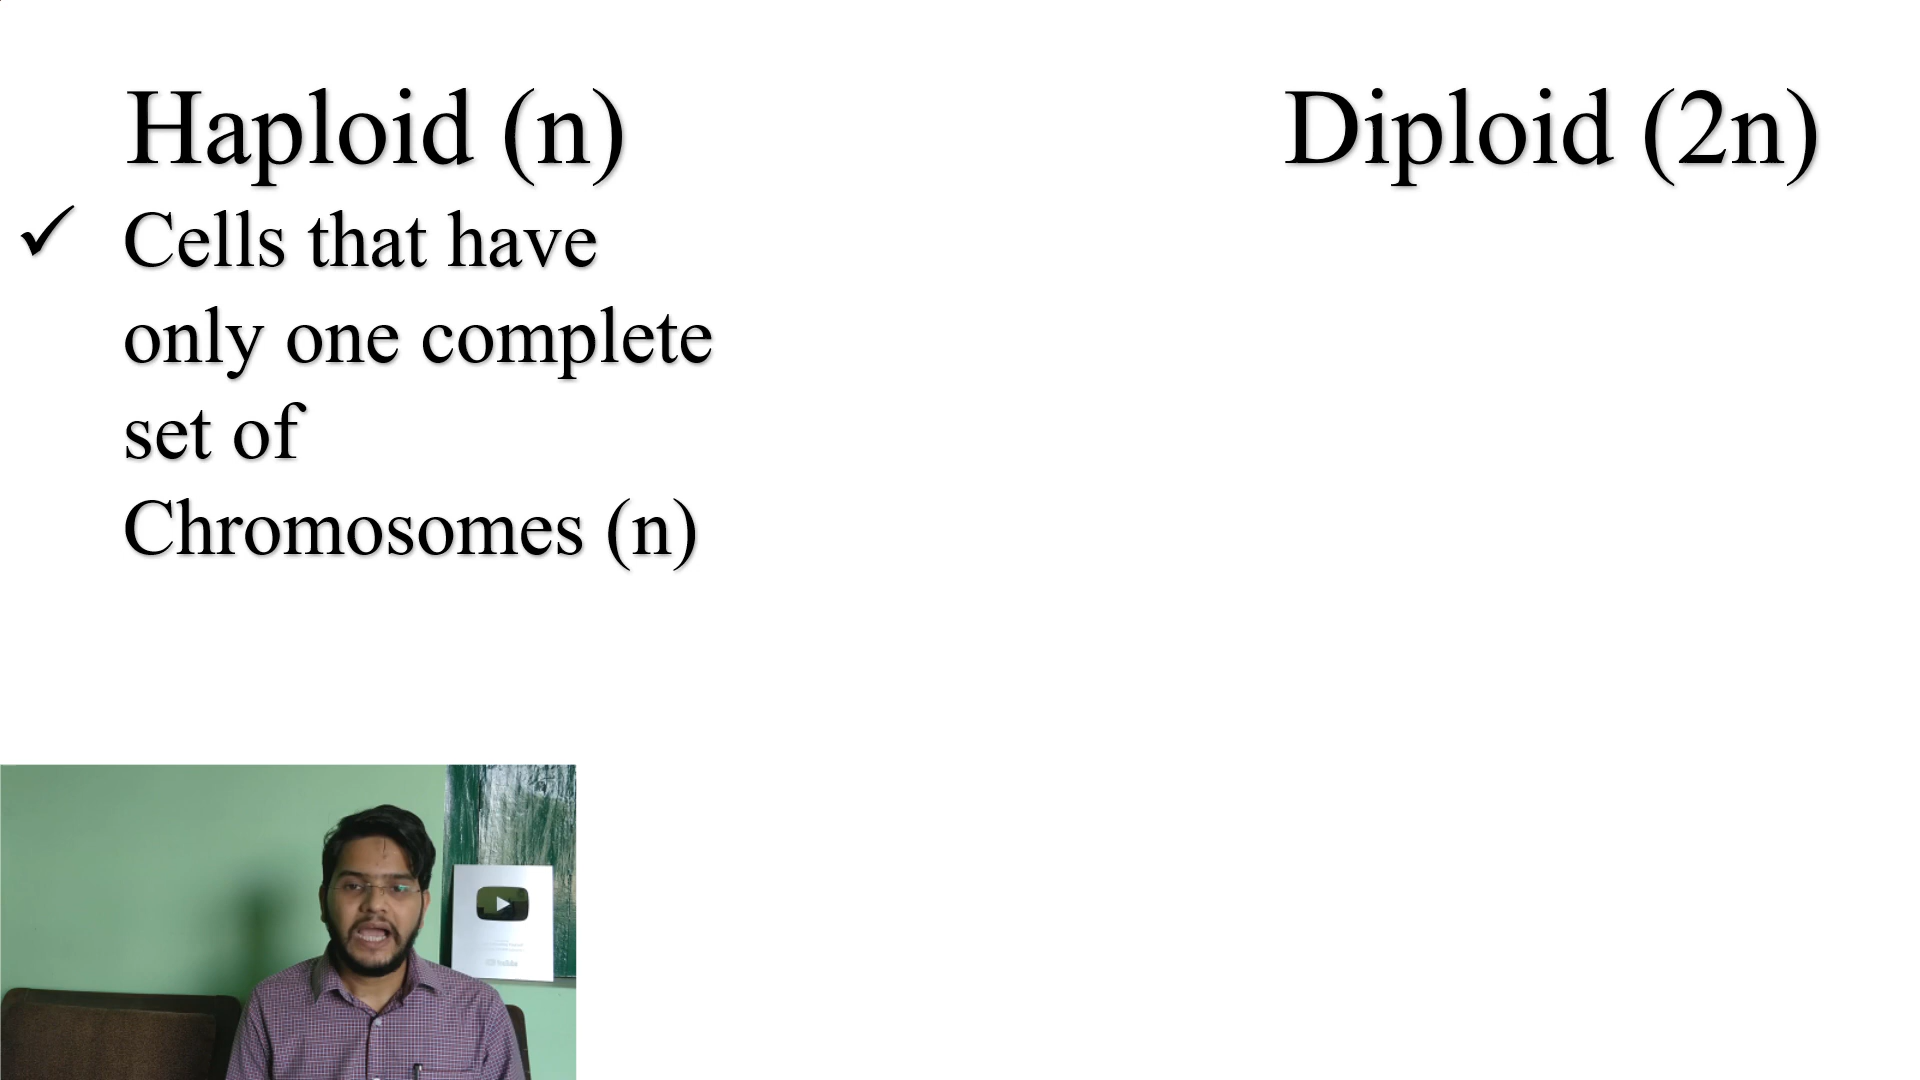 Haploid (n)
Diploid (2n)
✓ Cells that have
only one complete
set of
Chromosomes (n)